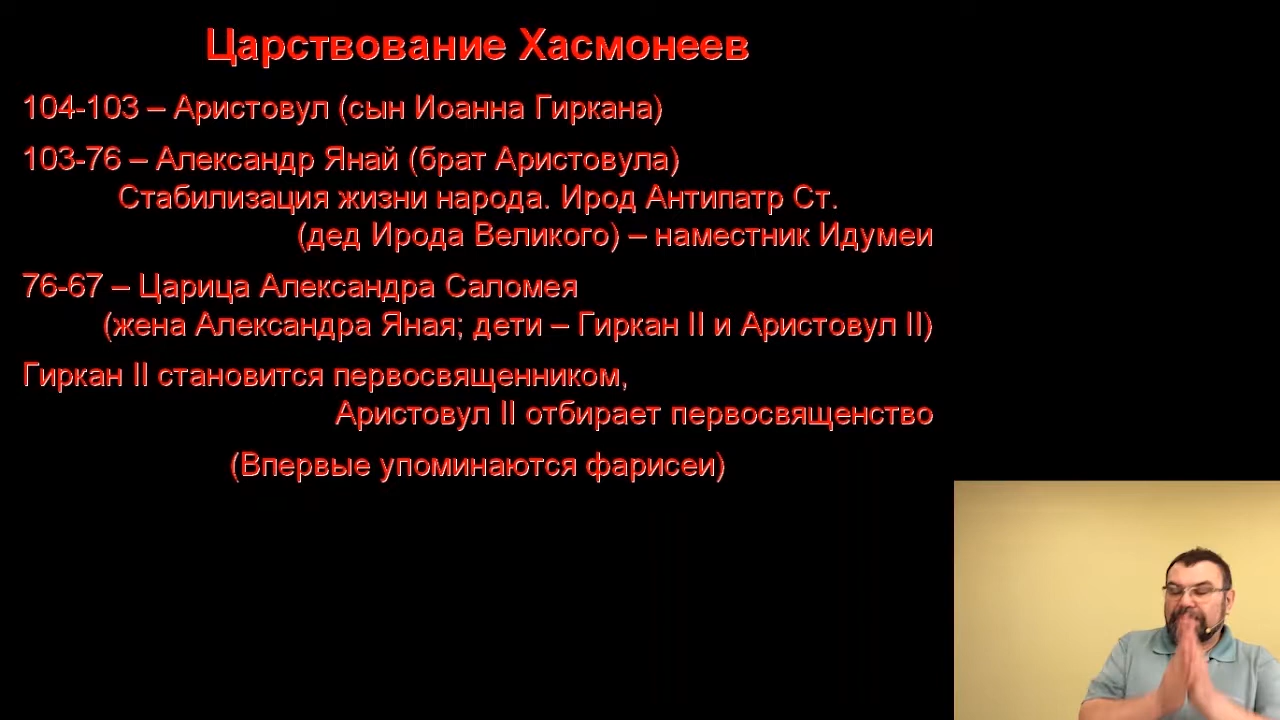 Царствование Хасмонеев
104-103 – Аристовул (сын Иоанна Гиркана)
103-76 – Александр Янай (брат Аристовула)
Стабилизация жизни народа. Ирод Антипатр Ст.
(дед Ирода Великого) – наместник Идумеи
76-67 – Царица Александра Саломея
(жена Александра Яная; дети – Гиркан II и Аристовул II)
Гиркан II становится первосвященником,
Аристовул II отбирает первосвященство
(Впервые упоминаются фарисеи)